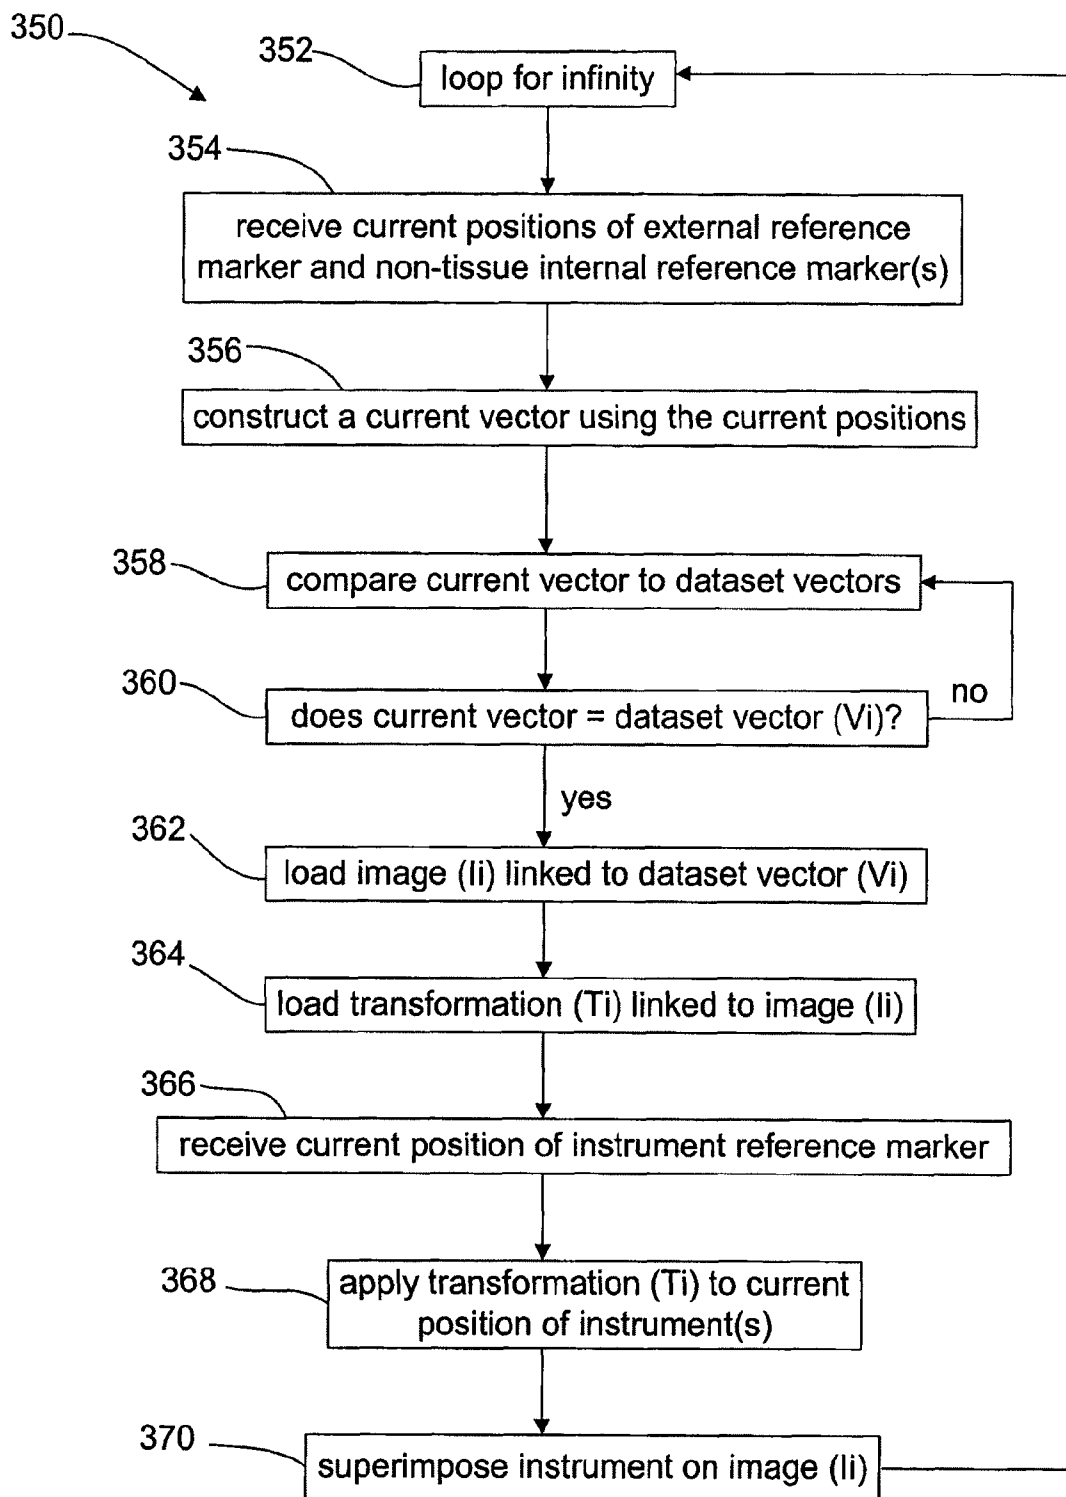 350
352
loop for infinity
354
receive current positions of external reference
marker and non-tissue internal reference marker(s)
356
construct a current vector using the current positions
358
compare current vector to dataset vectors
360
does current vector = dataset vector (Vi)?
no
yes
362
load image (Ii) linked to dataset vector (Vi)
364
load transformation (Ti) linked to image (Ii)
366
receive current position of instrument reference marker
368
apply transformation (Ti) to current
position of instrument(s)
370
superimpose instrument on image (Ii)